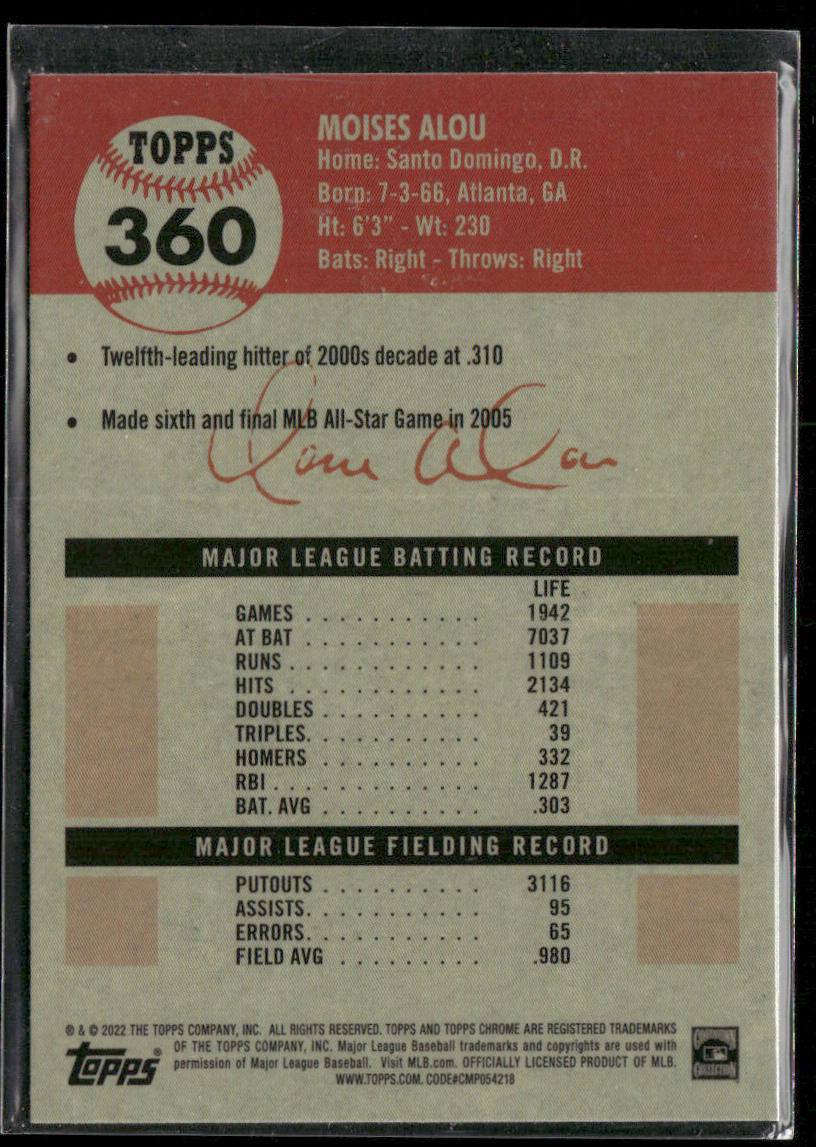 TOPPS
360
MOISES ALOU
Home: Santo Domingo, D.R.
Born: 7-3-66, Atlanta, GA
Ht: 6'3" - Wt: 230
Bats: Right - Throws: Right
• Twelfth-leading hitter of 2000s decade at .310
• Made sixth and final MLB All-Star Game in 2005
MAJOR LEAGUE BATTING RECORD
LIFE
GAMES . . . . . . . . . . . 1942
AT BAT . . . . . . . . . . . 7037
RUNS . . . . . . . . . . . . 1109
HITS . . . . . . . . . . . . 2134
DOUBLES . . . . . . . . . . 421
TRIPLES. . . . . . . . . . . 39
HOMERS . . . . . . . . . . 332
RBI . . . . . . . . . . . . . 1287
BAT. AVG . . . . . . . . . . .303
MAJOR LEAGUE FIELDING RECORD
PUTOUTS . . . . . . . . . . 3116
ASSISTS. . . . . . . . . . . 95
ERRORS. . . . . . . . . . . 65
FIELD AVG . . . . . . . . . .980
® & © 2022 THE TOPPS COMPANY, INC. ALL RIGHTS RESERVED. TOPPS AND TOPPS CHROME ARE REGISTERED TRADEMARKS
OF THE TOPPS COMPANY, INC. Major League Baseball trademarks and copyrights are used with
permission of Major League Baseball. Visit MLB.com. OFFICIALLY LICENSED PRODUCT OF MLB.
WWW.TOPPS.COM. CODE#CMP054218
Topps®
COLLECTION